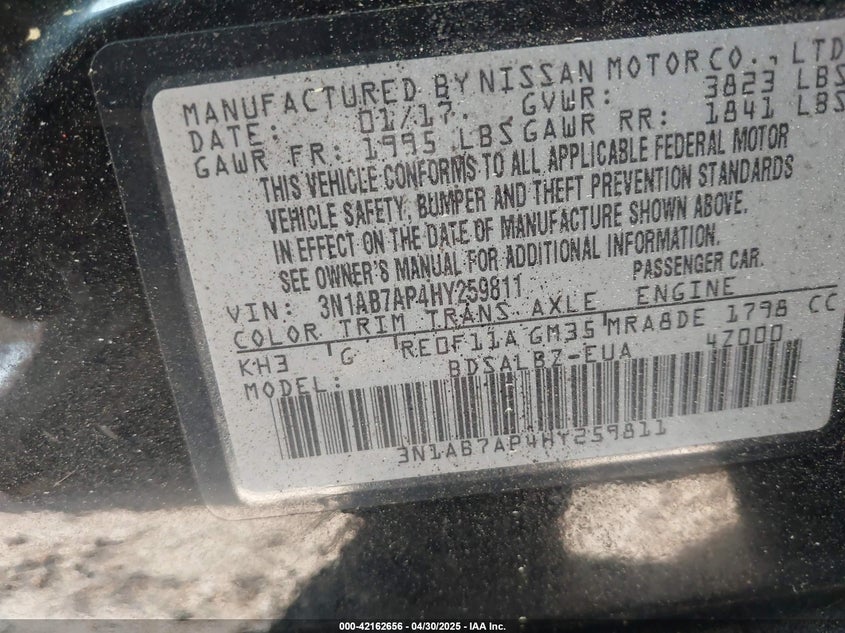 MANUFACTURED BY NISSAN MOTOR CO., LTD
DATE: 01/17. GVWR: 3823 LBS
GAWR FR: 1995 LBS GAWR RR: 1841 LBS
THIS VEHICLE CONFORMS TO ALL APPLICABLE FEDERAL MOTOR
VEHICLE SAFETY, BUMPER AND THEFT PREVENTION STANDARDS
IN EFFECT ON THE DATE OF MANUFACTURE SHOWN ABOVE.
SEE OWNER'S MANUAL FOR ADDITIONAL INFORMATION.
VIN: 3N1AB7AP4HY259811 PASSENGER CAR.
COLOR TRIM TRANS AXLE ENGINE
KH3 G RE0F11A GM35 MRA8DE 1798 CC
MODEL: BDSALBZ-EUA 4Z000
3N1AB7AP4HY259811
000-42162656 - 04/30/2025 - IAA Inc.